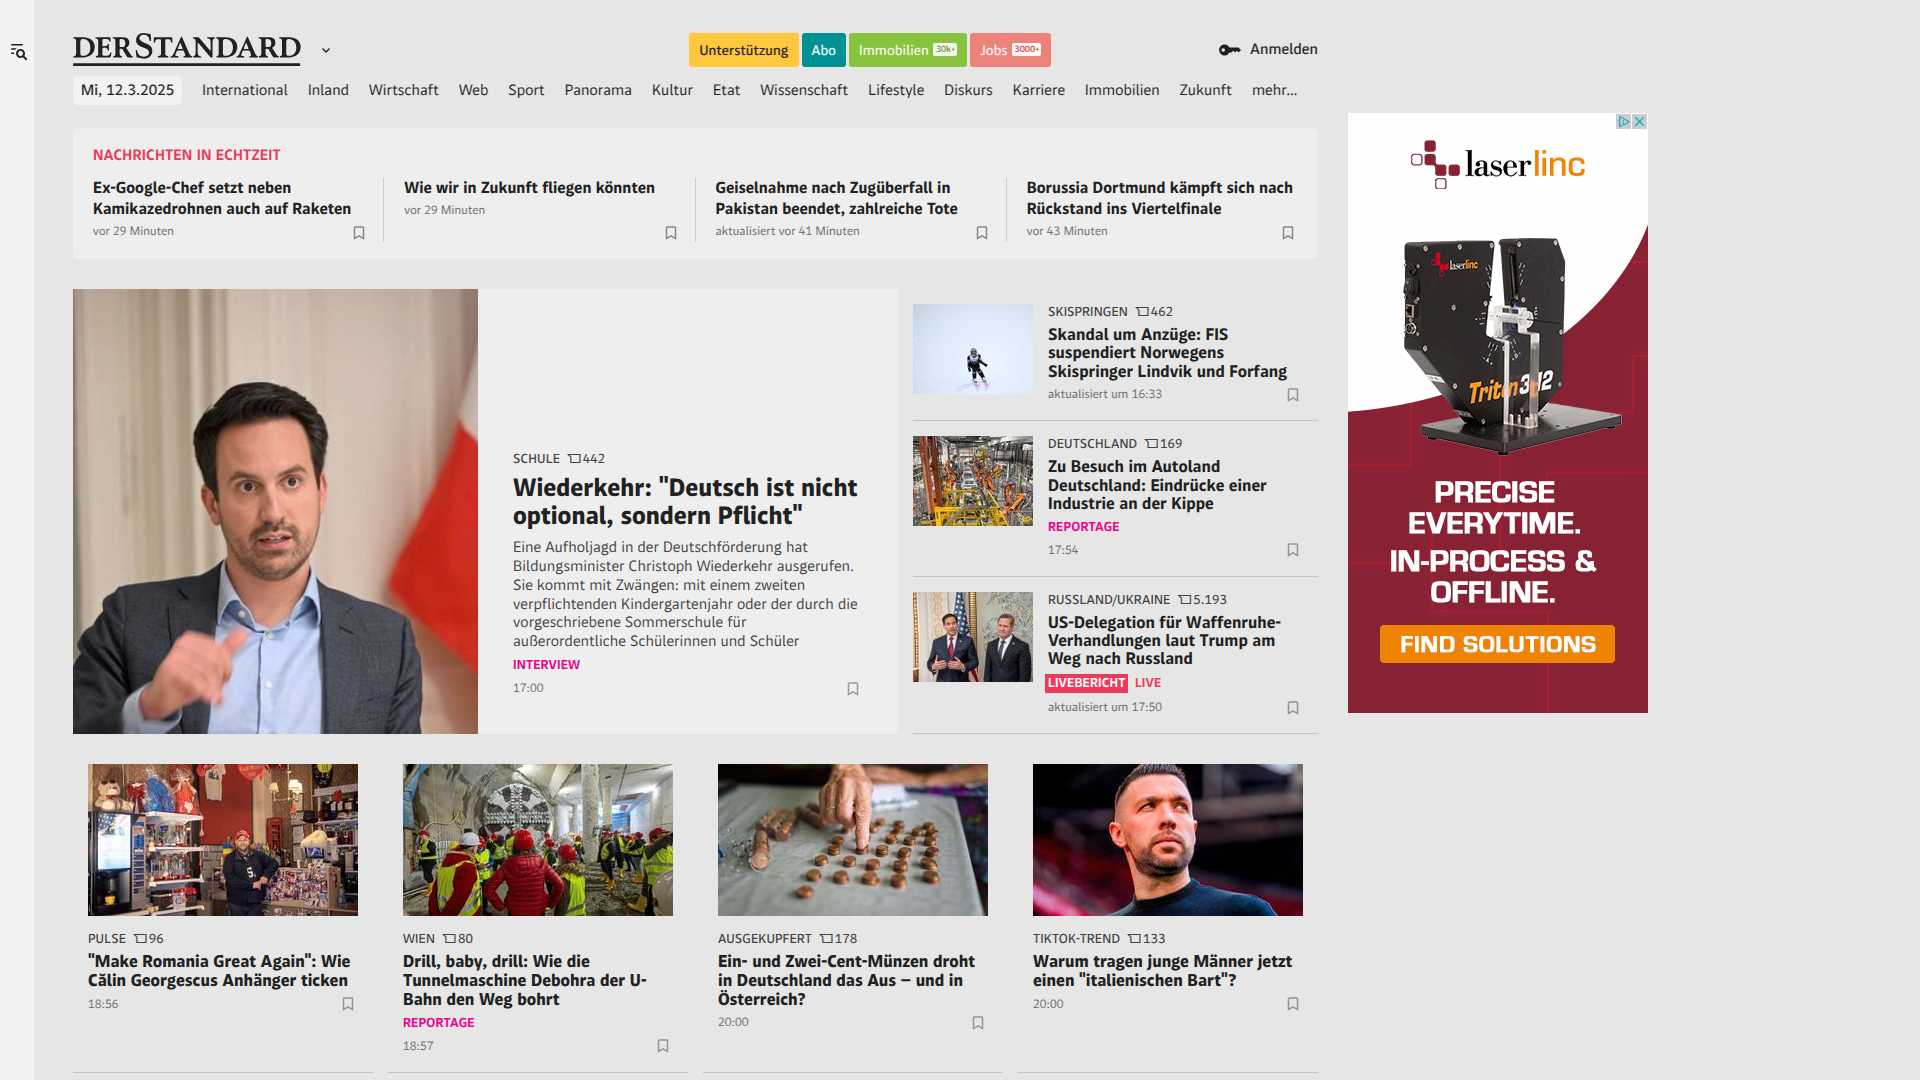 DERSTANDARD
Unterstützung
Abo
Immobilien 30k+
Jobs 3000+
Anmelden
Mi, 12.3.2025
International
Inland
Wirtschaft
Web
Sport
Panorama
Kultur
Etat
Wissenschaft
Lifestyle
Diskurs
Karriere
Immobilien
Zukunft
mehr...
NACHRICHTEN IN ECHTZEIT
Ex-Google-Chef setzt neben
Kamikazedrohnen auch auf Raketen
vor 29 Minuten
Wie wir in Zukunft fliegen könnten
vor 29 Minuten
Geiselnahme nach Zugüberfall in
Pakistan beendet, zahlreiche Tote
aktualisiert vor 41 Minuten
Borussia Dortmund kämpft sich nach
Rückstand ins Viertelfinale
vor 43 Minuten
SCHULE 442
Wiederkehr: "Deutsch ist nicht
optional, sondern Pflicht"
Eine Aufholjagd in der Deutschförderung hat
Bildungsminister Christoph Wiederkehr ausgerufen.
Sie kommt mit Zwängen: mit einem zweiten
verpflichtenden Kindergartenjahr oder der durch die
vorgeschriebene Sommerschule für
außerordentliche Schülerinnen und Schüler
INTERVIEW
17:00
SKISPRINGEN 462
Skandal um Anzüge: FIS
suspendiert Norwegens
Skispringer Lindvik und Forfang
aktualisiert um 16:33
DEUTSCHLAND 169
Zu Besuch im Autoland
Deutschland: Eindrücke einer
Industrie an der Kippe
REPORTAGE
17:54
RUSSLAND/UKRAINE 5.193
US-Delegation für Waffenruhe-
Verhandlungen laut Trump am
Weg nach Russland
LIVEBERICHT LIVE
aktualisiert um 17:50
laserlinc
laserlinc
Triton 312
PRECISE
EVERYTIME.
IN-PROCESS &
OFFLINE.
FIND SOLUTIONS
PULSE 96
"Make Romania Great Again": Wie
Călin Georgescus Anhänger ticken
18:56
WIEN 80
Drill, baby, drill: Wie die
Tunnelmaschine Debohra der U-
Bahn den Weg bohrt
REPORTAGE
18:57
AUSGEKUPFERT 178
Ein- und Zwei-Cent-Münzen droht
in Deutschland das Aus – und in
Österreich?
20:00
TIKTOK-TREND 133
Warum tragen junge Männer jetzt
einen "italienischen Bart"?
20:00